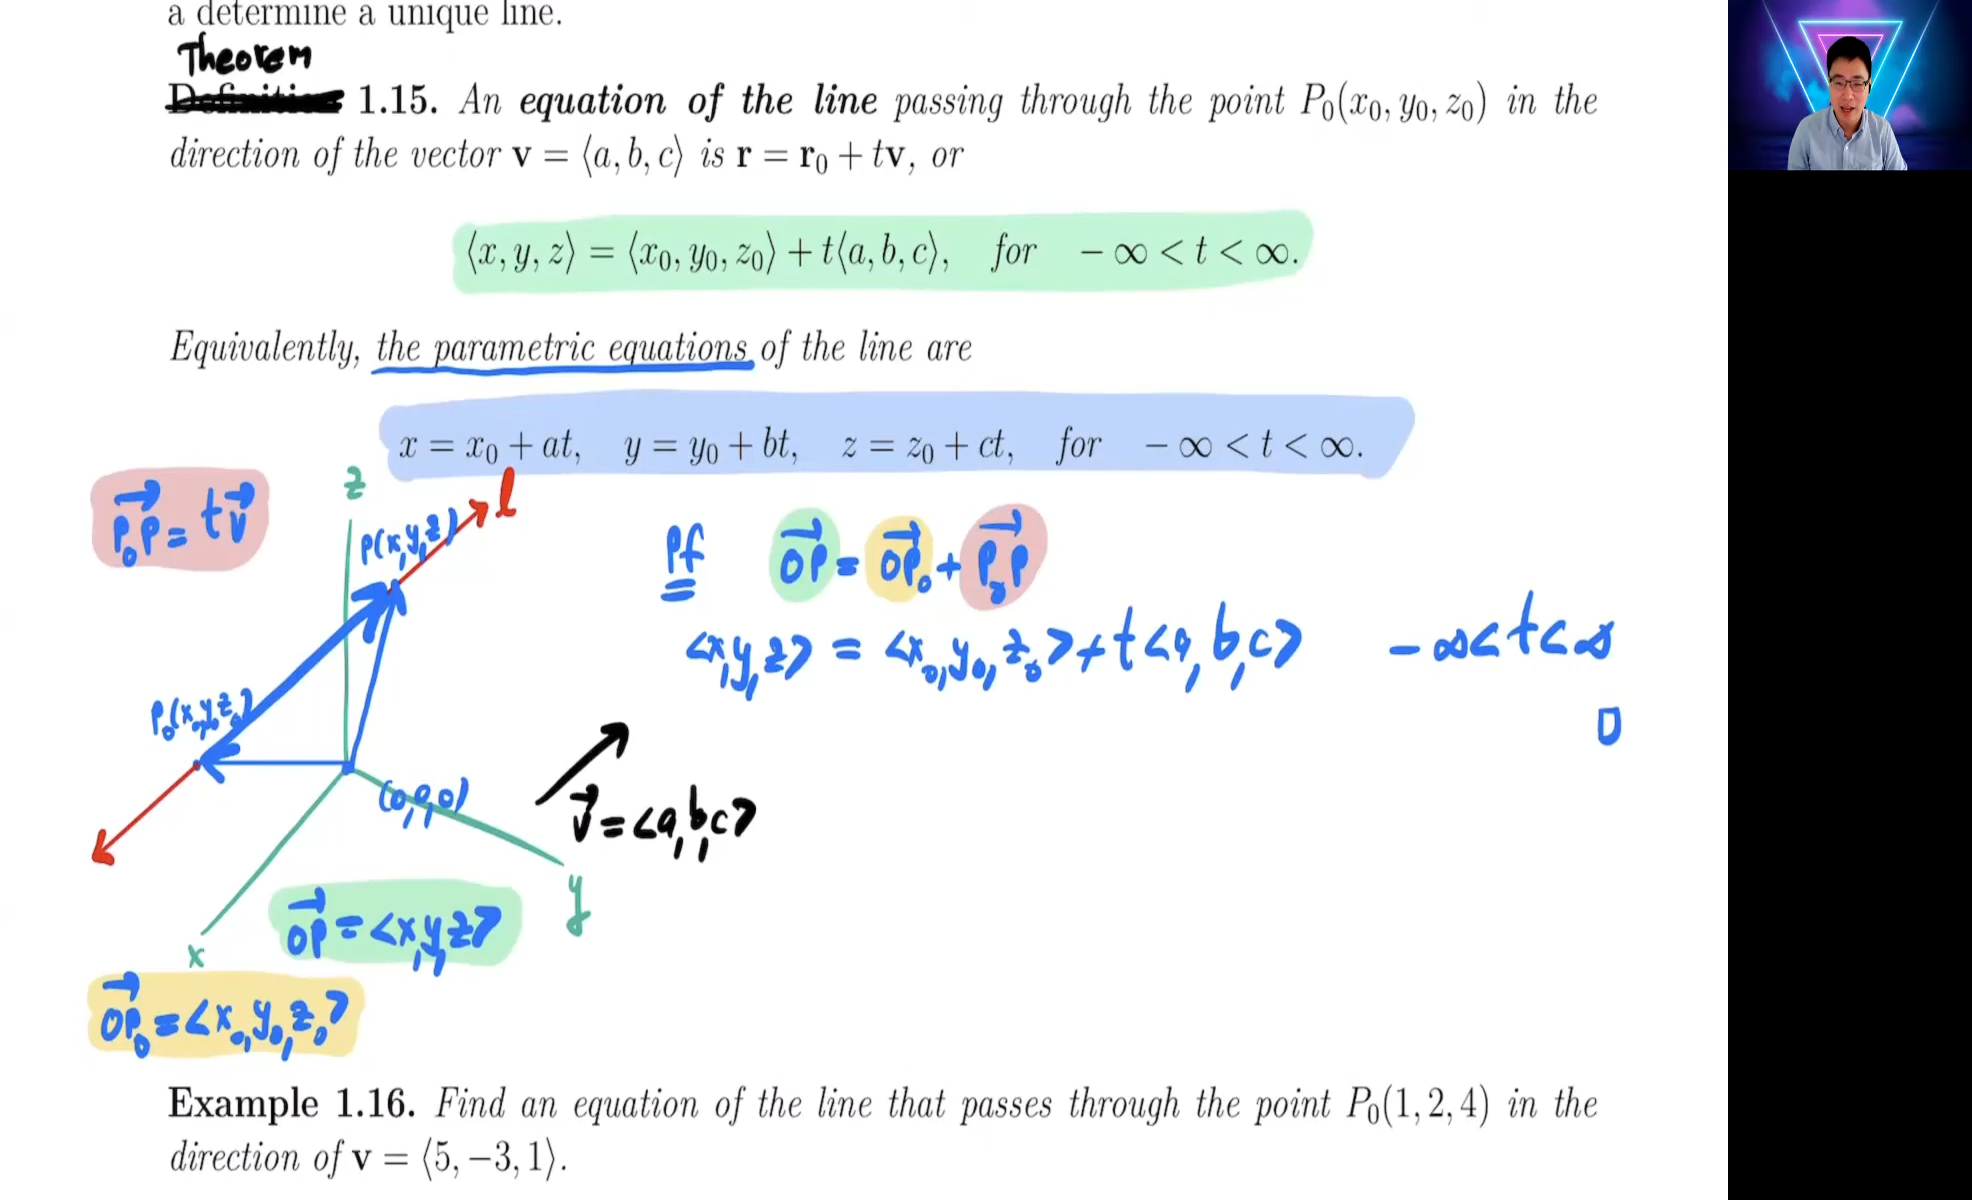 a determine a unique line.
Theorem
Definition 1.15. An equation of the line passing through the point P₀(x₀, y₀, z₀) in the
direction of the vector v = ⟨a, b, c⟩ is r = r₀ + tv, or
⟨x, y, z⟩ = ⟨x₀, y₀, z₀⟩ + t⟨a, b, c⟩, for − ∞ < t < ∞.
Equivalently, the parametric equations of the line are
x = x₀ + at, y = y₀ + bt, z = z₀ + ct, for − ∞ < t < ∞.
z
l
P₀P = tv
P(x,y,z)
Pf OP = OP₀ + P₀P
<x,y,z> = <x₀,y₀,z₀> + t<a,b,c> -∞<t<∞
P₀(x₀,y₀,z₀)
(0,0,0)
v = <a,b,c>
y
OP = <x,y,z>
x
OP₀ = <x₀,y₀,z₀>
Example 1.16. Find an equation of the line that passes through the point P₀(1, 2, 4) in the
direction of v = ⟨5, −3, 1⟩.